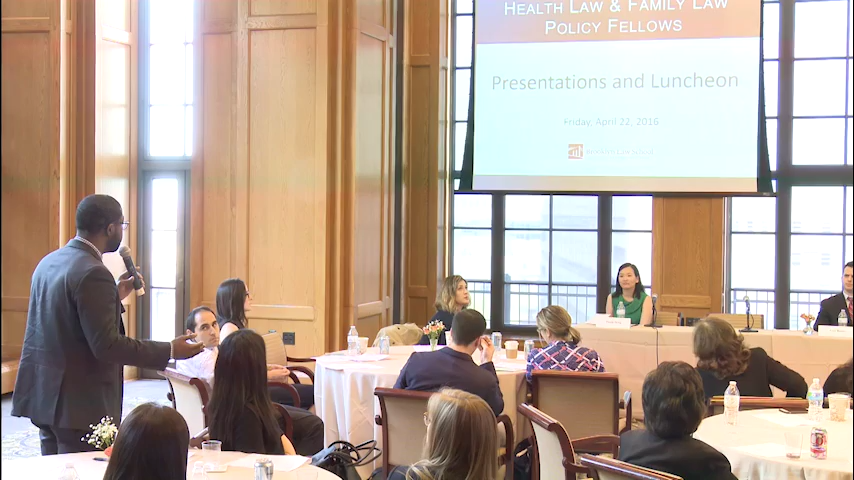 HEALTH LAW & FAMILY LAW
POLICY FELLOWS
Presentations and Luncheon
Friday, April 22, 2016